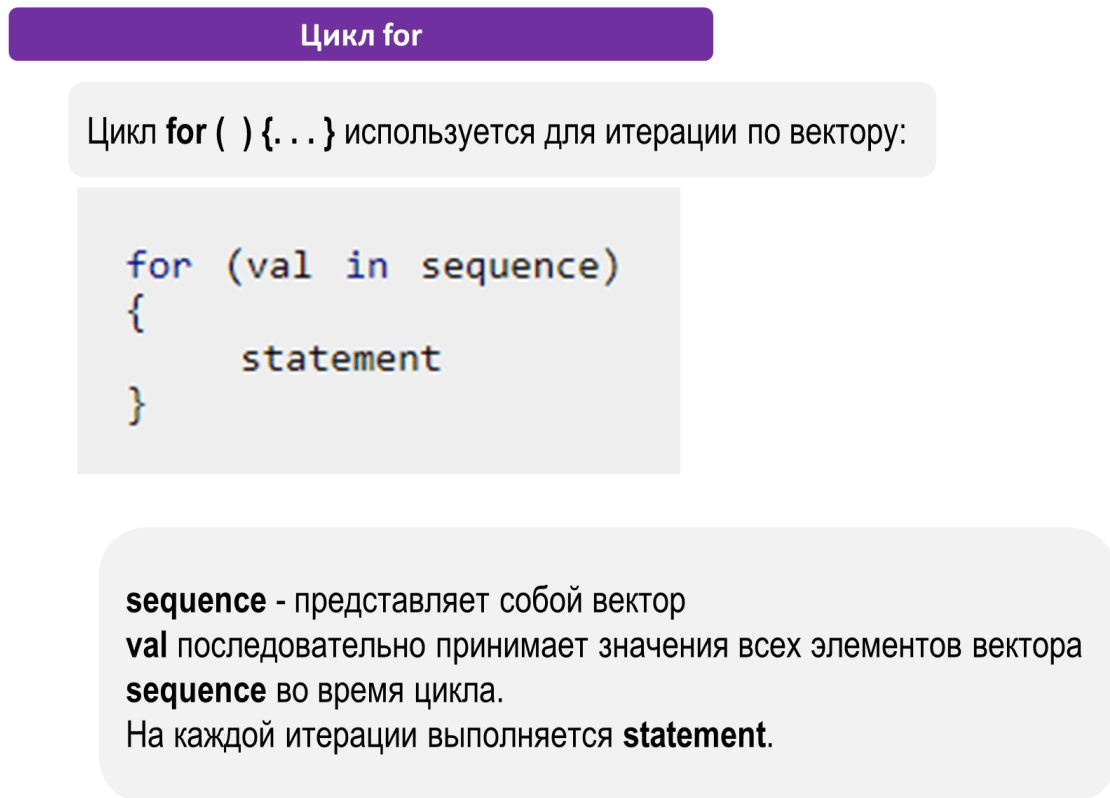 Цикл for
Цикл for ( ) {. . . } используется для итерации по вектору:
for (val in sequence)
{
statement
}
sequence - представляет собой вектор
val последовательно принимает значения всех элементов вектора
sequence во время цикла.
На каждой итерации выполняется statement.